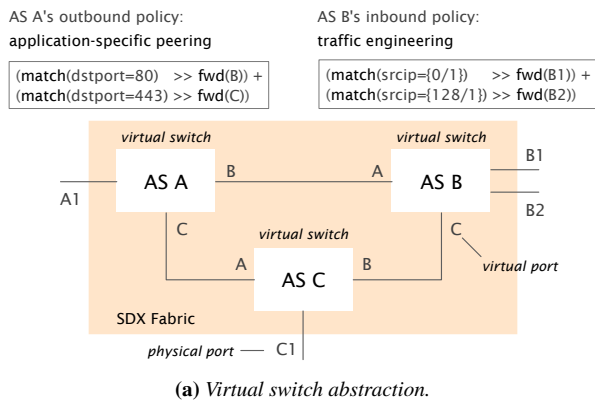 AS A's outbound policy:
application-specific peering
(match(dstport=80) >> fwd(B)) +
(match(dstport=443) >> fwd(C))
AS B's inbound policy:
traffic engineering
(match(srcip={0/1}) >> fwd(B1)) +
(match(srcip={128/1}) >> fwd(B2))
virtual switch
virtual switch
A1
AS A
B
A
AS B
B1
B2
C
virtual switch
C
virtual port
A
AS C
B
SDX Fabric
physical port
C1
(a) Virtual switch abstraction.